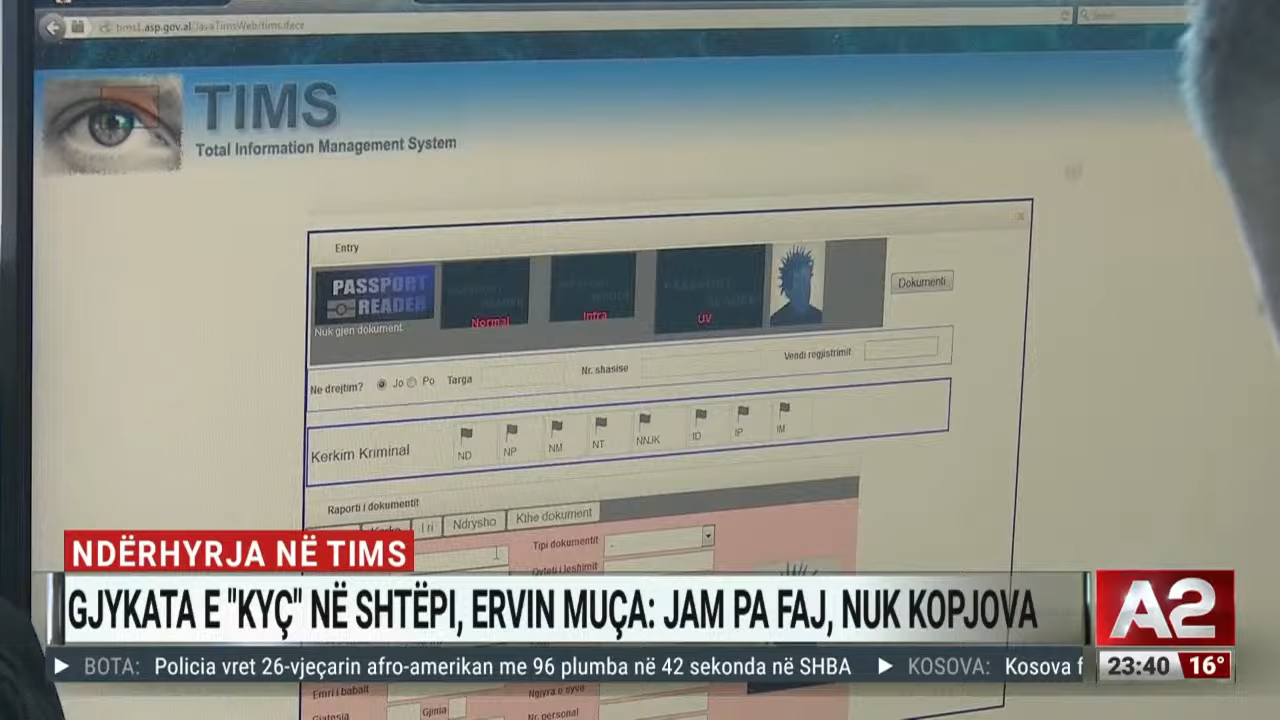 tims1.asp.gov.al/JavaTimsWeb/tims.iface
TIMS
Total Information Management System
Entry
PASSPORT READER
Normal
Infra
UV
Dokumenti
Nuk gjen dokument
Ne drejtim? Jo Po Targa Nr. shasise Vendi regjistrimit
Kerkim Kriminal
ND NP NM NT NNJK ID IP IM
Raporti i dokumentit
I ri Ndrysho Kthe dokument
Tipi dokumentit
NDËRHYRJA NË TIMS
GJYKATA E "KYÇ" NË SHTËPI, ERVIN MUÇA: JAM PA FAJ, NUK KOPJOVA
A2
BOTA: Policia vret 26-vjeçarin afro-amerikan me 96 plumba në 42 sekonda në SHBA KOSOVA: Kosova f
23:40 16°
Emri i babait Ngjyra e syve
Gjatesia Gjinia Nr. personal